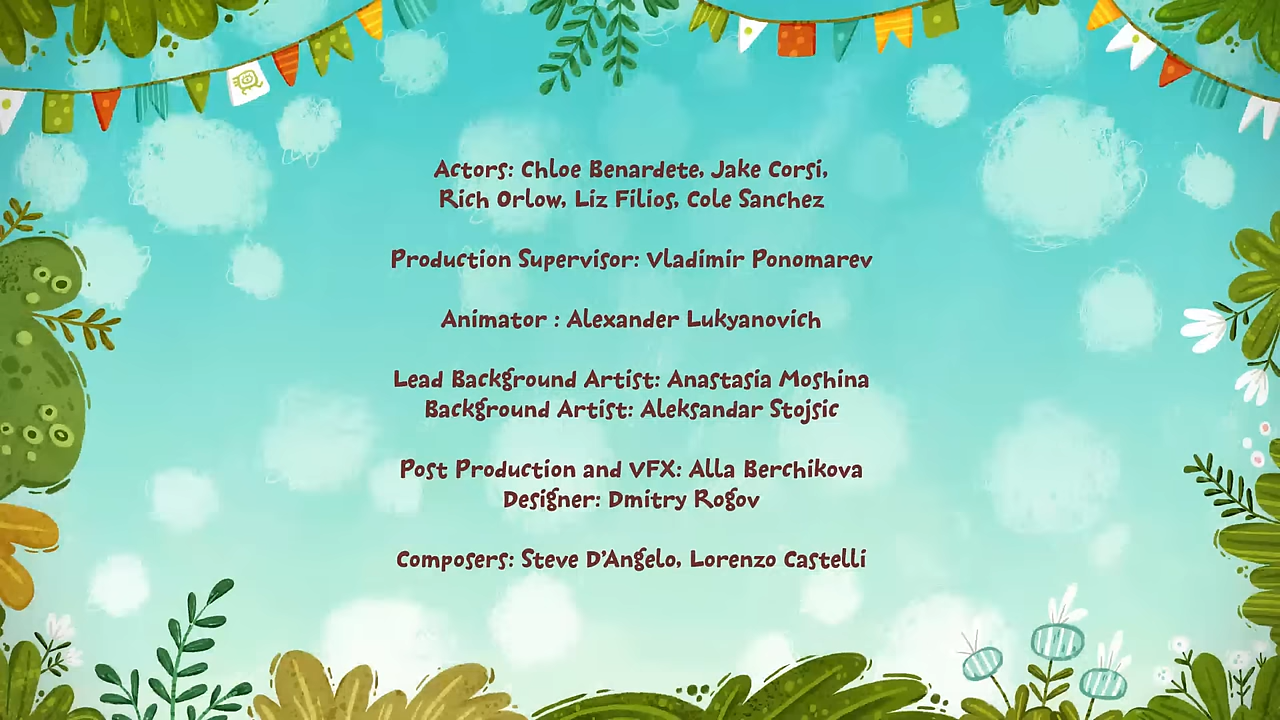 Actors: Chloe Benardete, Jake Corsi,
Rich Orlow, Liz Filios, Cole Sanchez
Production Supervisor: Vladimir Ponomarev
Animator : Alexander Lukyanovich
Lead Background Artist: Anastasia Moshina
Background Artist: Aleksandar Stojsic
Post Production and VFX: Alla Berchikova
Designer: Dmitry Rogov
Composers: Steve D'Angelo, Lorenzo Castelli